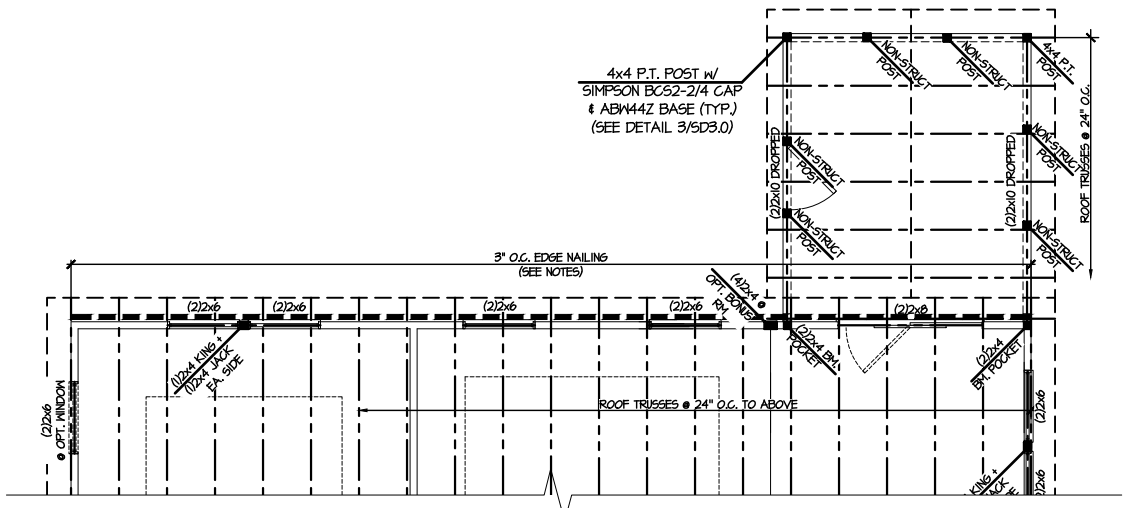 4x4 P.T. POST W/
SIMPSON BCS2-2/4 CAP
& ABW44Z BASE (TYP.)
(SEE DETAIL 3/SD3.0)
NON-STRUCT
POST
NON-STRUCT
POST
4x4 P.T.
POST
NON-STRUCT
POST
(2)2x10 DROPPED
NON-STRUCT
POST
NON-STRUCT
POST
(2)2x10 DROPPED
NON-STRUCT
POST
ROOF TRUSSES @ 24" O.C.
3" O.C. EDGE NAILING
(SEE NOTES)
(2)2x6
(2)2x6
(2)2x6
(2)2x6
(4)2x4 @
OPT. BONUS
RM.
(2)2x8
(1)2x4 KING +
(1)2x4 JACK
EA. SIDE
(2)2x4 BM.
POCKET
(2)2x4
BM. POCKET
(2)2x6
@ OPT. WINDOW
ROOF TRUSSES @ 24" O.C. TO ABOVE
(2)2x6
KING +
JACK
(2)2x6